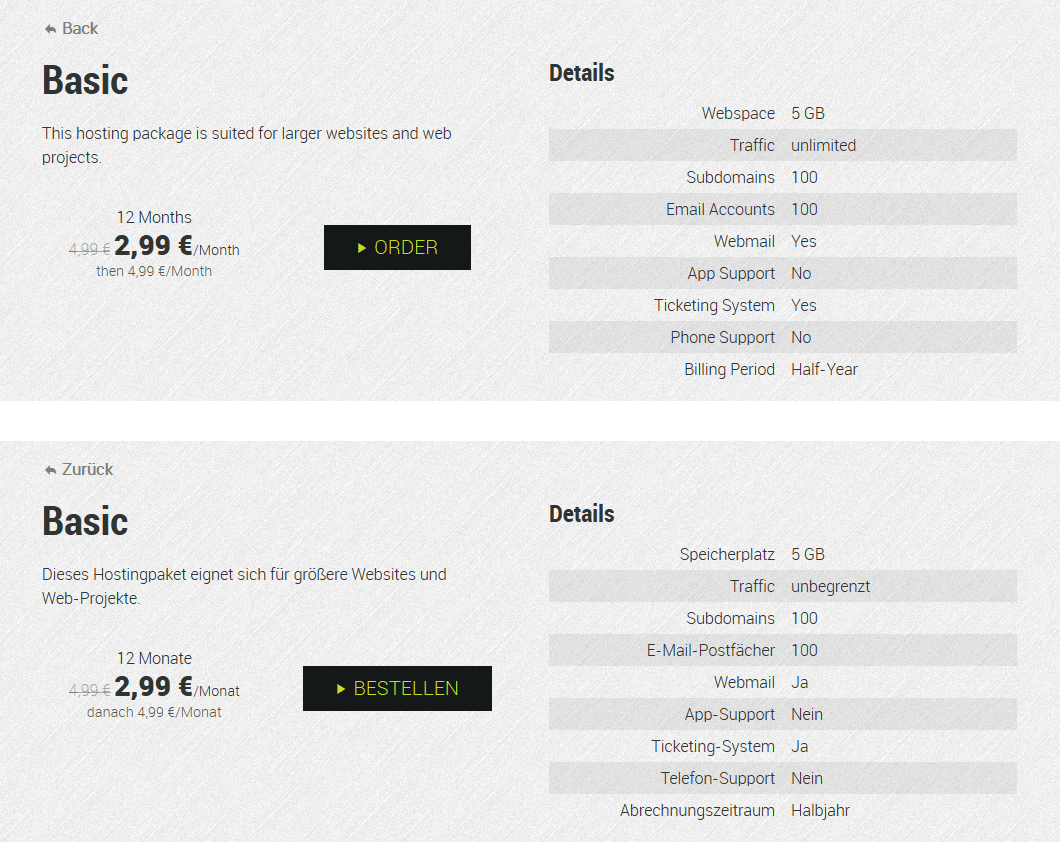 Back
Basic
This hosting package is suited for larger websites and web
projects.
12 Months
4,99 € 2,99 €/Month
then 4,99 €/Month
ORDER
Details
Webspace 5 GB
Traffic unlimited
Subdomains 100
Email Accounts 100
Webmail Yes
App Support No
Ticketing System Yes
Phone Support No
Billing Period Half-Year
Zurück
Basic
Dieses Hostingpaket eignet sich für größere Websites und
Web-Projekte.
12 Monate
4,99 € 2,99 €/Monat
danach 4,99 €/Monat
BESTELLEN
Details
Speicherplatz 5 GB
Traffic unbegrenzt
Subdomains 100
E-Mail-Postfächer 100
Webmail Ja
App-Support Nein
Ticketing-System Ja
Telefon-Support Nein
Abrechnungszeitraum Halbjahr